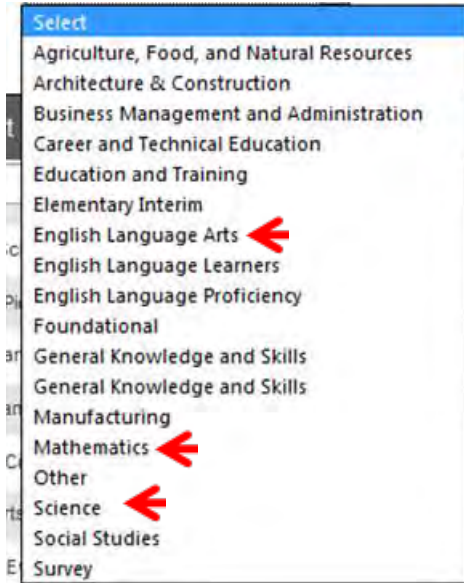 Select
Agriculture, Food, and Natural Resources
Architecture & Construction
Business Management and Administration
Career and Technical Education
Education and Training
Elementary Interim
English Language Arts
English Language Learners
English Language Proficiency
Foundational
General Knowledge and Skills
General Knowledge and Skills
Manufacturing
Mathematics
Other
Science
Social Studies
Survey